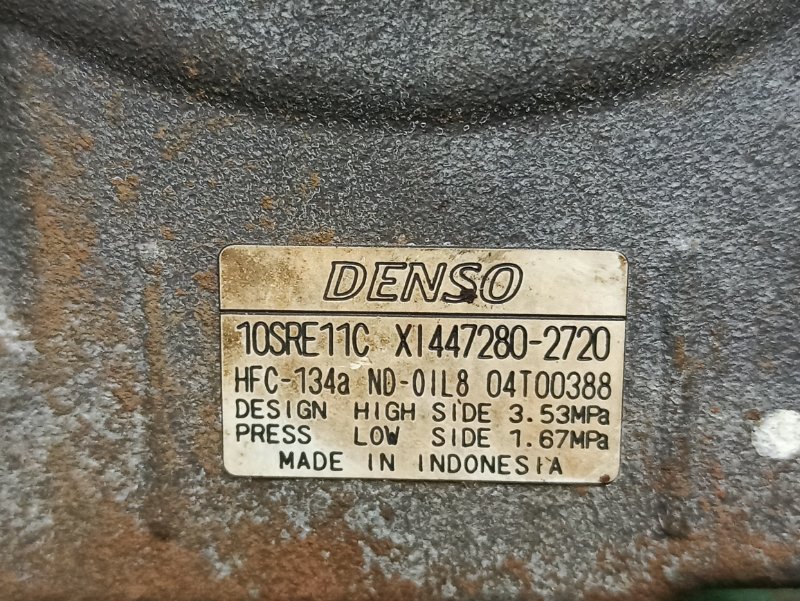 DENSO
10SRE11C XI447280-2720
HFC-134a ND-OIL8 04T00388
DESIGN HIGH SIDE 3.53MPa
PRESS LOW SIDE 1.67MPa
MADE IN INDONESIA